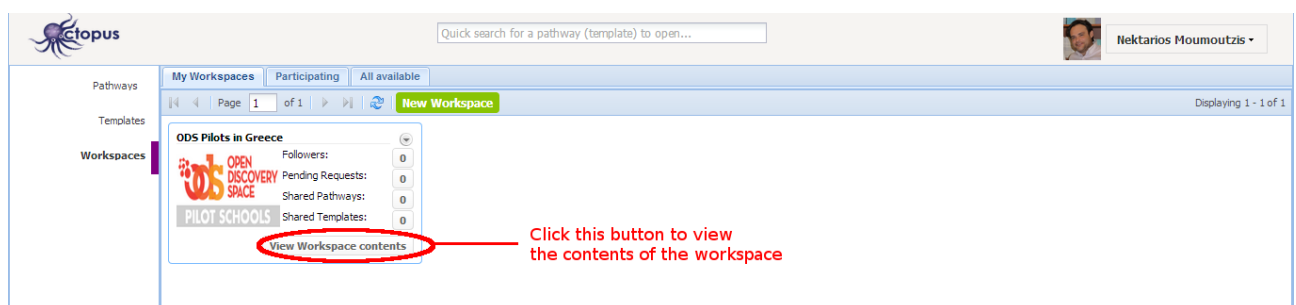 ctopus
Quick search for a pathway (template) to open...
Nektarios Moumoutzis
Pathways
Templates
Workspaces
My Workspaces Participating All available
Page 1 of 1 New Workspace Displaying 1 - 1 of 1
ODS Pilots in Greece
ods OPEN DISCOVERY SPACE
PILOT SCHOOLS
Followers: 0
Pending Requests: 0
Shared Pathways: 0
Shared Templates: 0
View Workspace contents
Click this button to view
the contents of the workspace